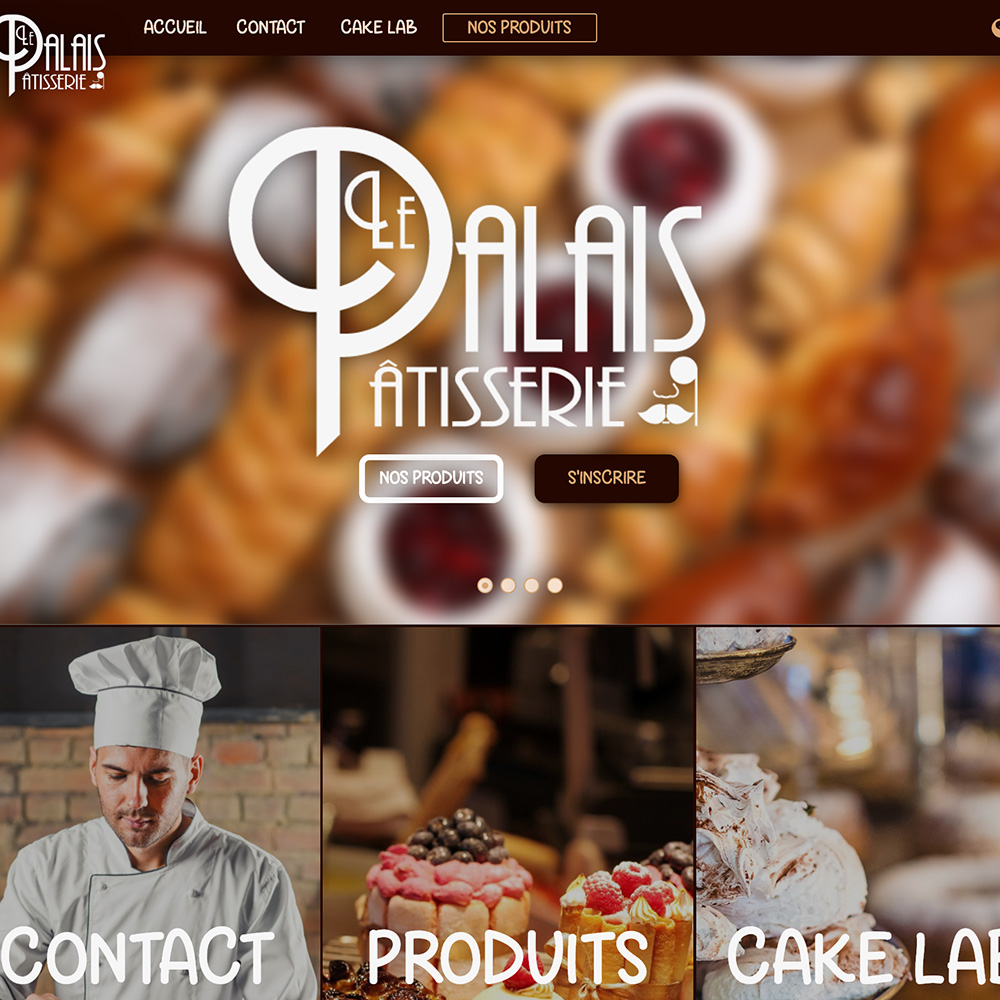 LE PALAIS
PÂTISSERIE
ACCUEIL CONTACT CAKE LAB NOS PRODUITS
LE PALAIS
PÂTISSERIE
NOS PRODUITS S'INSCRIRE
CONTACT PRODUITS CAKE LAB